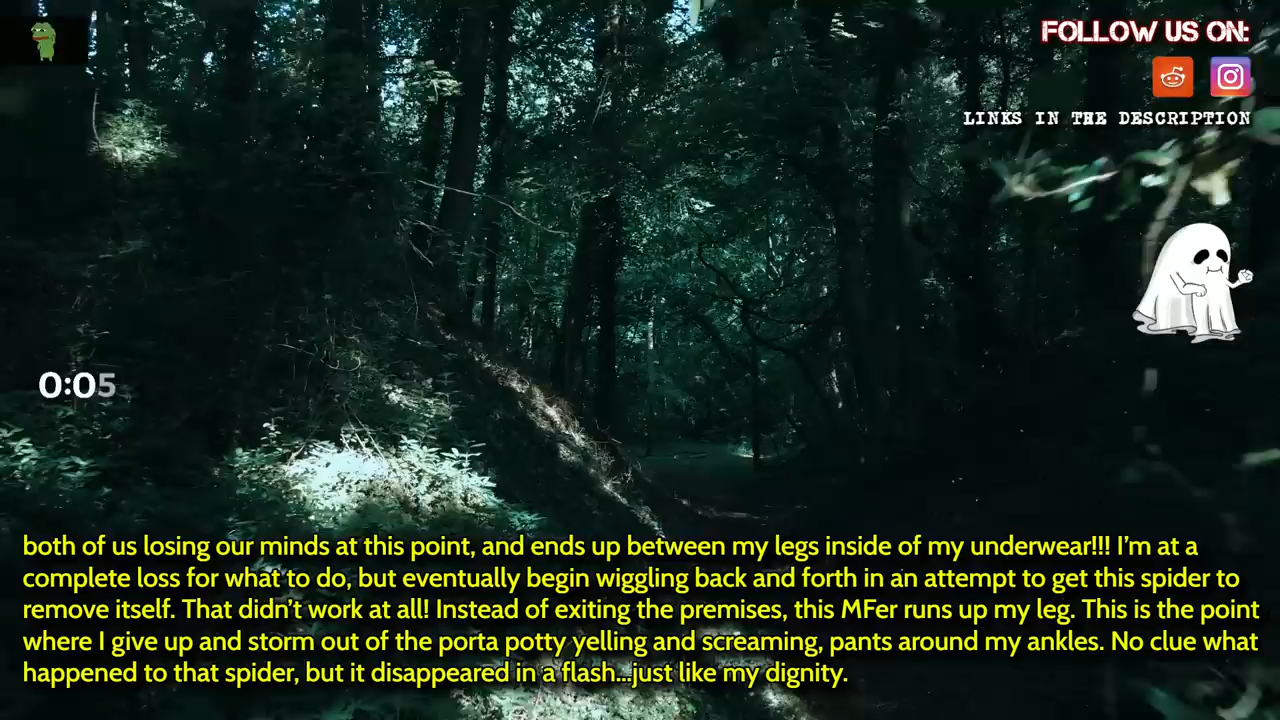 FOLLOW US ON:
LINKS IN THE DESCRIPTION
0:05
both of us losing our minds at this point, and ends up between my legs inside of my underwear!!! I’m at a
complete loss for what to do, but eventually begin wiggling back and forth in an attempt to get this spider to
remove itself. That didn’t work at all! Instead of exiting the premises, this MFer runs up my leg. This is the point
where I give up and storm out of the porta potty yelling and screaming, pants around my ankles. No clue what
happened to that spider, but it disappeared in a flash...just like my dignity.